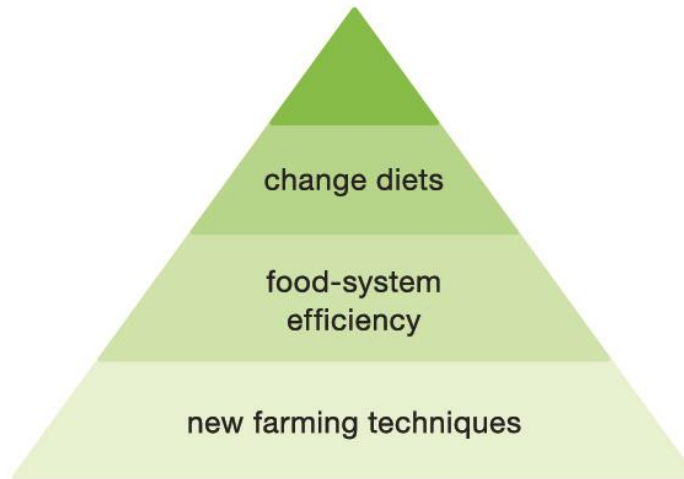 change diets
food-system
efficiency
new farming techniques